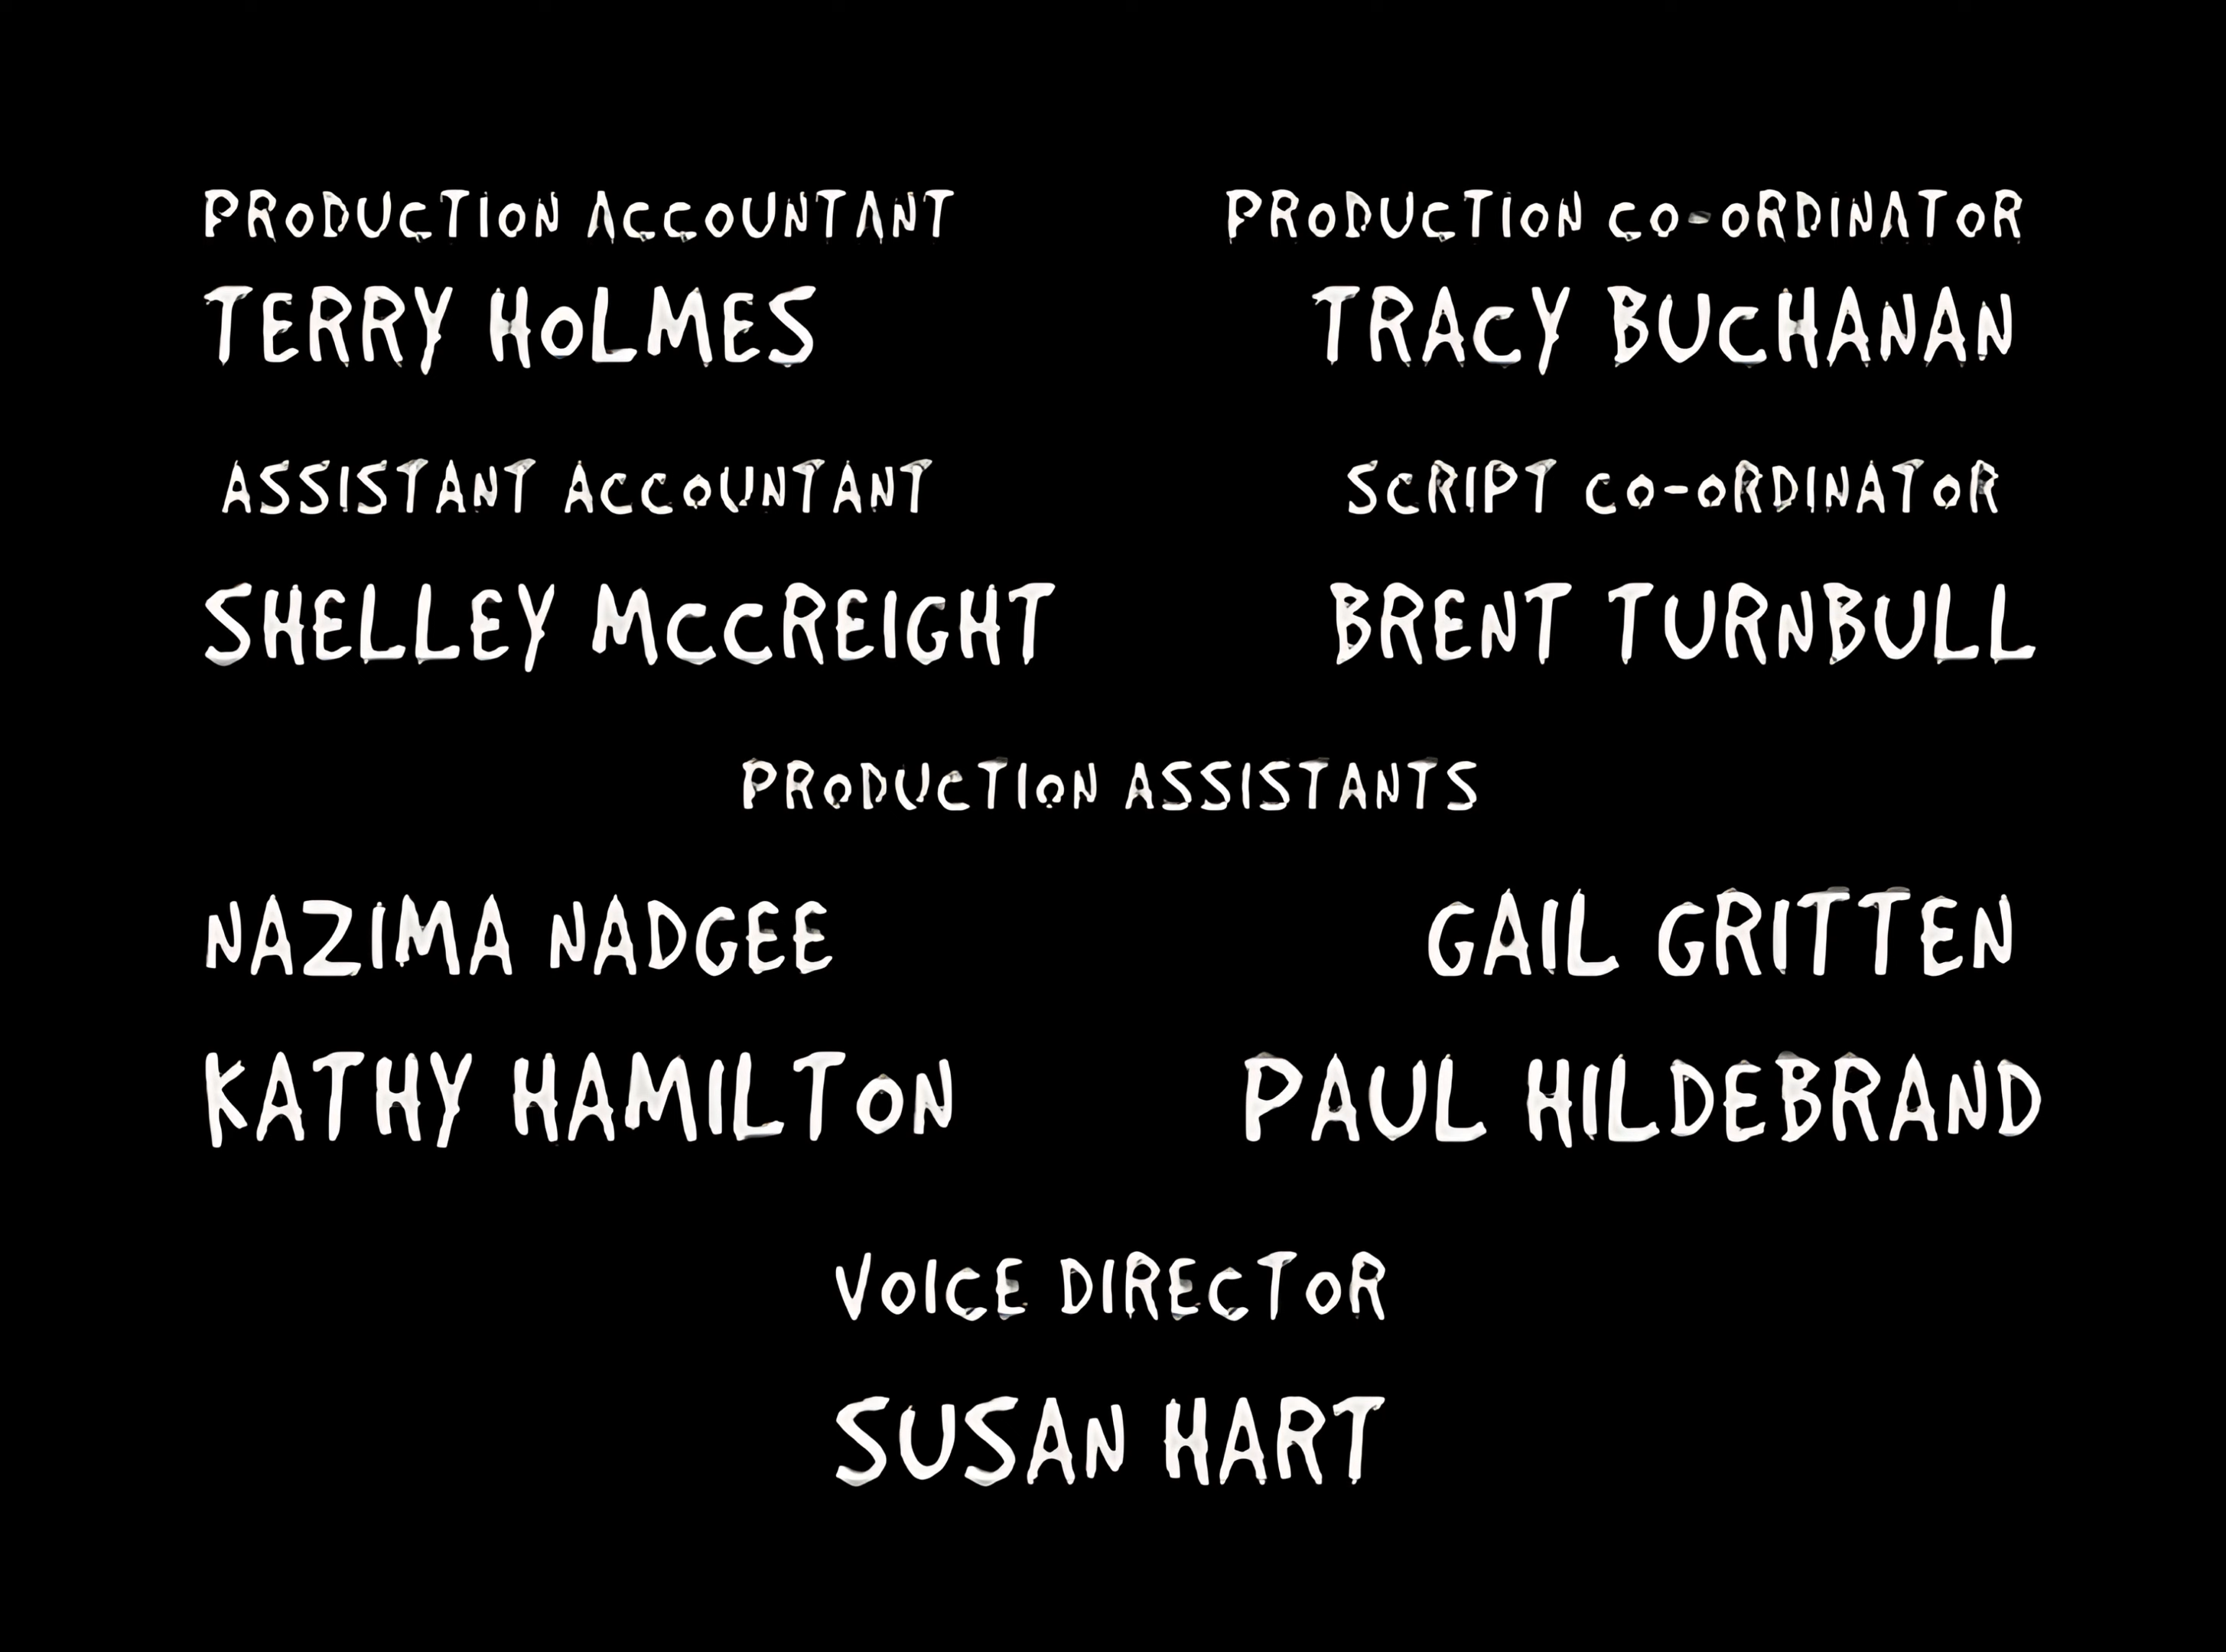 PRODUCTION ACCOUNTANT
TERRY HOLMES
PRODUCTION CO-ORDINATOR
TRACY BUCHANAN
ASSISTANT ACCOUNTANT
SHELLEY MCCREIGHT
SCRIPT CO-ORDINATOR
BRENT TURNBULL
PRODUCTION ASSISTANTS
NAZIMA NADGEE
GAIL GRITTEN
KATHY HAMILTON
PAUL HILDEBRAND
VOICE DIRECTOR
SUSAN HART